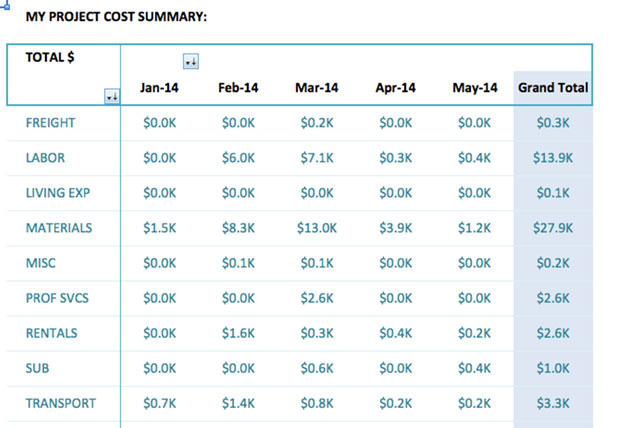 MY PROJECT COST SUMMARY:
TOTAL $
Jan-14 Feb-14 Mar-14 Apr-14 May-14 Grand Total
FREIGHT $0.0K $0.0K $0.2K $0.0K $0.0K $0.3K
LABOR $0.0K $6.0K $7.1K $0.3K $0.4K $13.9K
LIVING EXP $0.0K $0.0K $0.0K $0.0K $0.0K $0.1K
MATERIALS $1.5K $8.3K $13.0K $3.9K $1.2K $27.9K
MISC $0.0K $0.1K $0.1K $0.0K $0.0K $0.2K
PROF SVCS $0.0K $0.0K $2.6K $0.0K $0.0K $2.6K
RENTALS $0.0K $1.6K $0.3K $0.4K $0.2K $2.6K
SUB $0.0K $0.0K $0.6K $0.0K $0.4K $1.0K
TRANSPORT $0.7K $1.4K $0.8K $0.2K $0.2K $3.3K